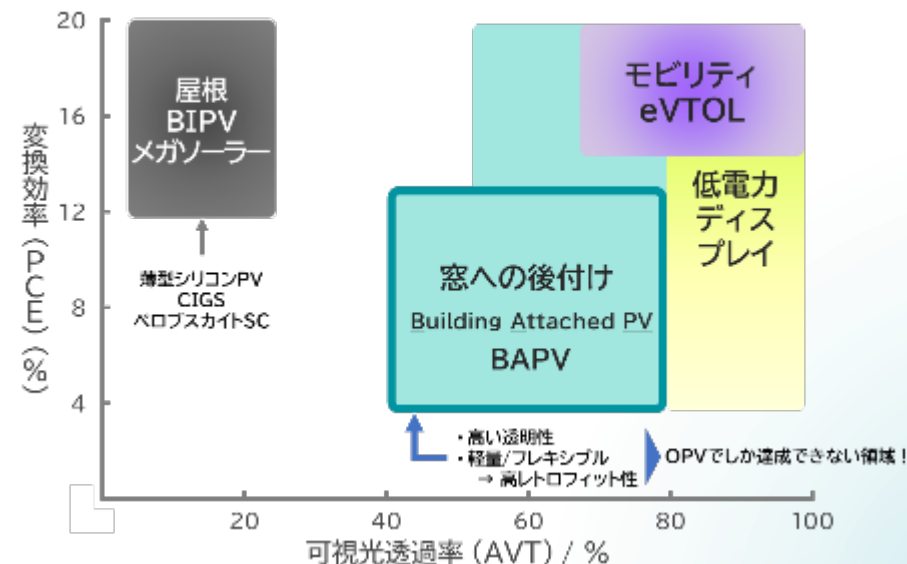 変換効率(PCE)(%)
20
16
12
8
4
屋根
BIPV
メガソーラー
薄型シリコンPV
CIGS
ペロブスカイトSC
モビリティ
eVTOL
低電力
ディス
プレイ
窓への後付け
Building Attached PV
BAPV
・高い透明性
・軽量/フレキシブル
→ 高レトロフィット性
OPVでしか達成できない領域!
20
40
60
80
100
可視光透過率(AVT) / %